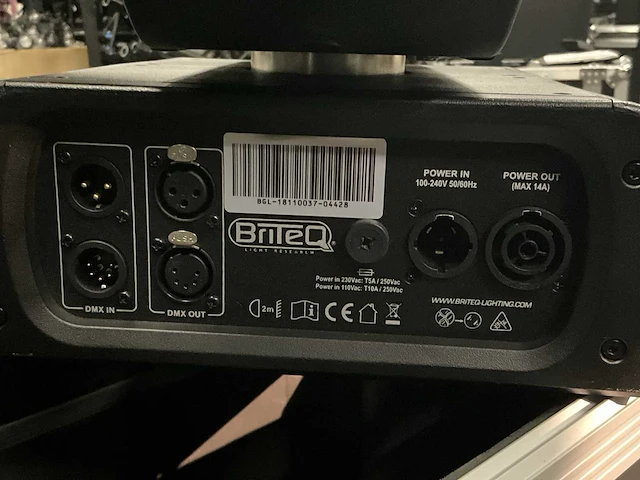 DMX IN
DMX OUT
BGL-18110037-04428
BRITEQ
LIGHT RESEARCH
Power in 230Vac: T5A / 250Vac
Power in 110Vac: T10A / 250Vac
2m
i
CE
POWER IN
100-240V 50/60Hz
POWER OUT
(MAX 14A)
WWW.BRITEQ-LIGHTING.COM